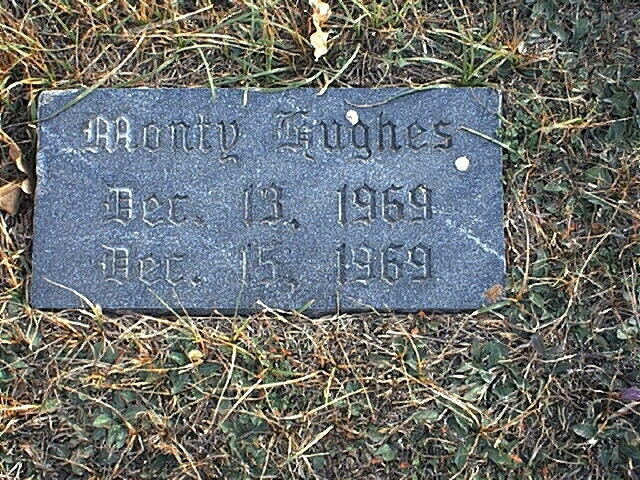 Monty Hughes
Dec. 13, 1969
Dec. 15, 1969